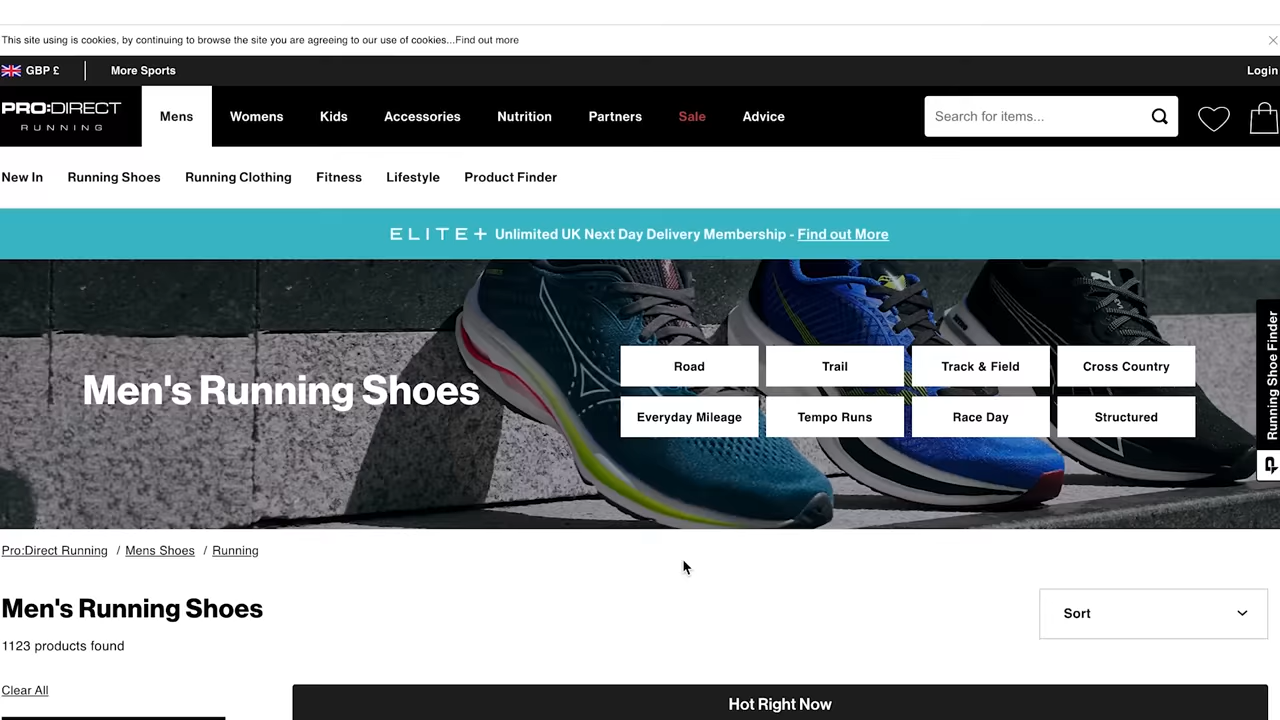 This site using is cookies, by continuing to browse the site you are agreeing to our use of cookies...Find out more
GBP £ More Sports Login
PRO:DIRECT
RUNNING
Mens Womens Kids Accessories Nutrition Partners Sale Advice Search for items...
New In Running Shoes Running Clothing Fitness Lifestyle Product Finder
ELITE+ Unlimited UK Next Day Delivery Membership - Find out More
Men's Running Shoes
Road Trail Track & Field Cross Country
Everyday Mileage Tempo Runs Race Day Structured
Running Shoe Finder
Pro:Direct Running / Mens Shoes / Running
Men's Running Shoes
Sort
1123 products found
Clear All
Hot Right Now